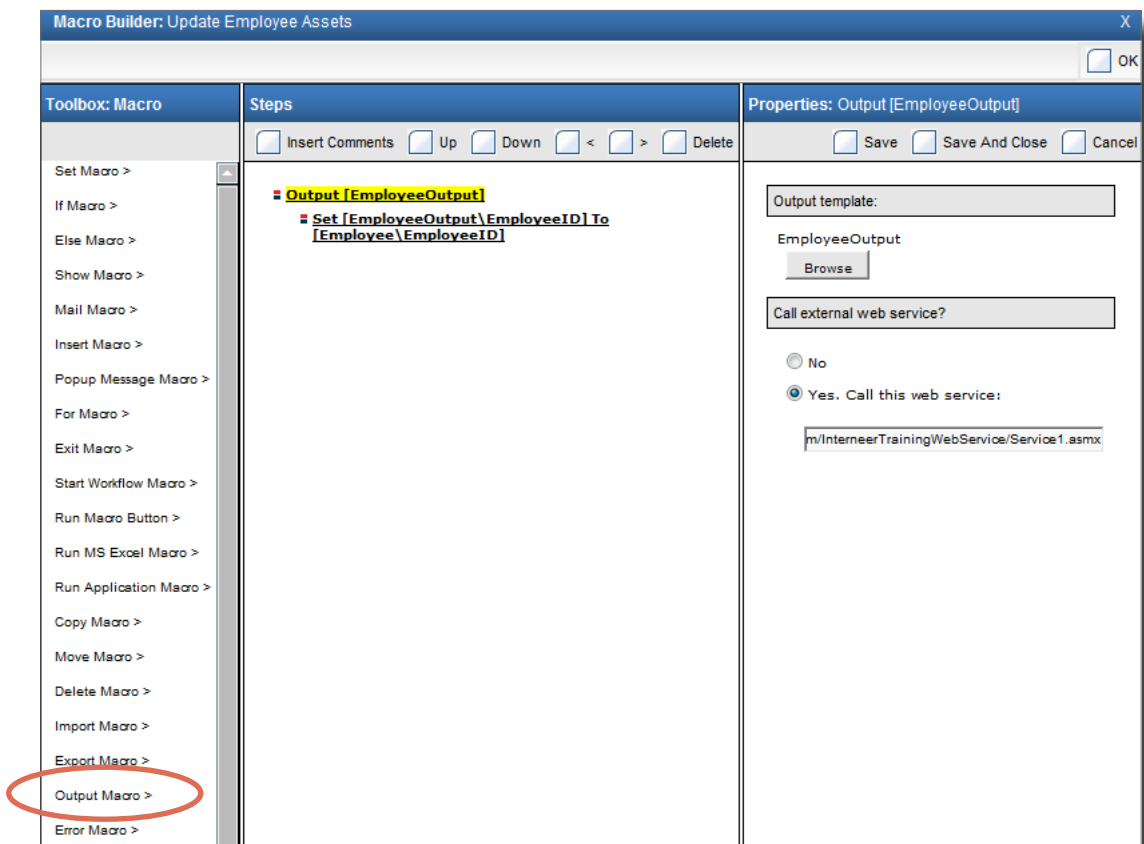 Macro Builder: Update Employee Assets X
OK
Toolbox: Macro
Set Macro >
If Macro >
Else Macro >
Show Macro >
Mail Macro >
Insert Macro >
Popup Message Macro >
For Macro >
Exit Macro >
Start Workflow Macro >
Run Macro Button >
Run MS Excel Macro >
Run Application Macro >
Copy Macro >
Move Macro >
Delete Macro >
Import Macro >
Export Macro >
Output Macro >
Error Macro >
Steps
Insert Comments Up Down < > Delete
Output [EmployeeOutput]
Set [EmployeeOutput\EmployeeID] To
[Employee\EmployeeID]
Properties: Output [EmployeeOutput]
Save Save And Close Cancel
Output template:
EmployeeOutput
Browse
Call external web service?
No
Yes. Call this web service:
m/InterneerTrainingWebService/Service1.asmx